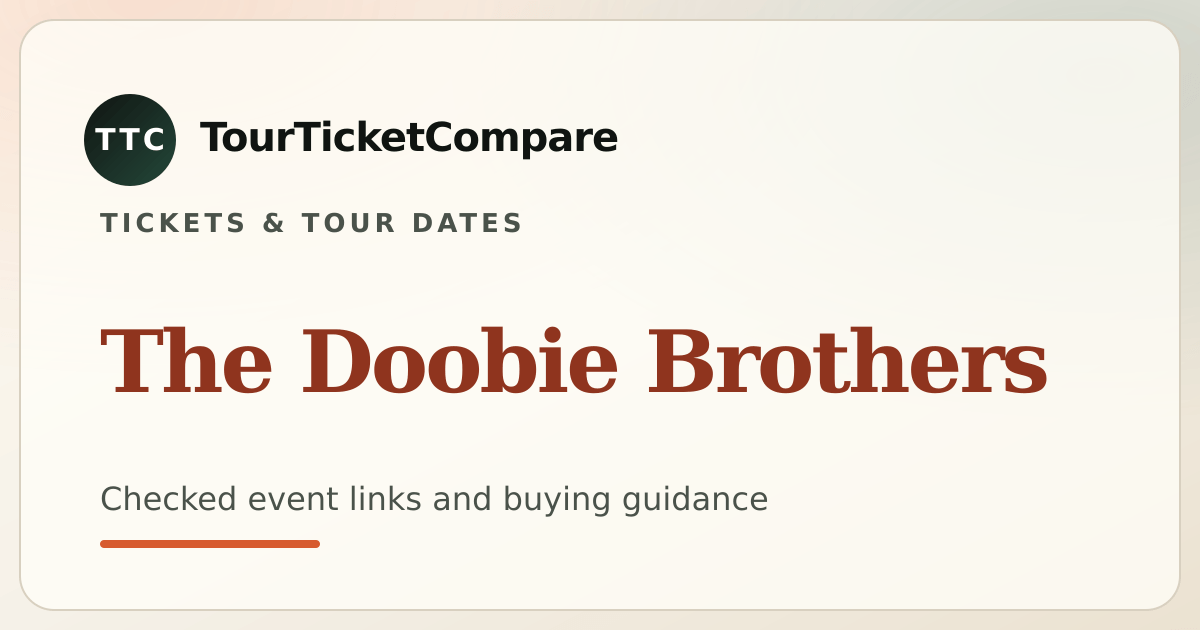 TTC
TourTicketCompare
TICKETS & TOUR DATES
The Doobie Brothers
Checked event links and buying guidance